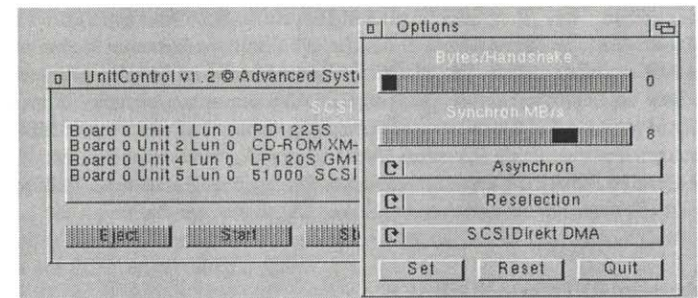 UnitControl v1.2 © Advanced Syst
SCSI
Board 0 Unit 1 Lun 0 PD1225S
Board 0 Unit 2 Lun 0 CD-ROM XM-
Board 0 Unit 4 Lun 0 LP120S GM1
Board 0 Unit 5 Lun 0 51000 SCSI
Eject Start St
Options
Bytes/Handshake
0
Synchron MB/s
8
Asynchron
Reselection
SCSIDirekt DMA
Set Reset Quit